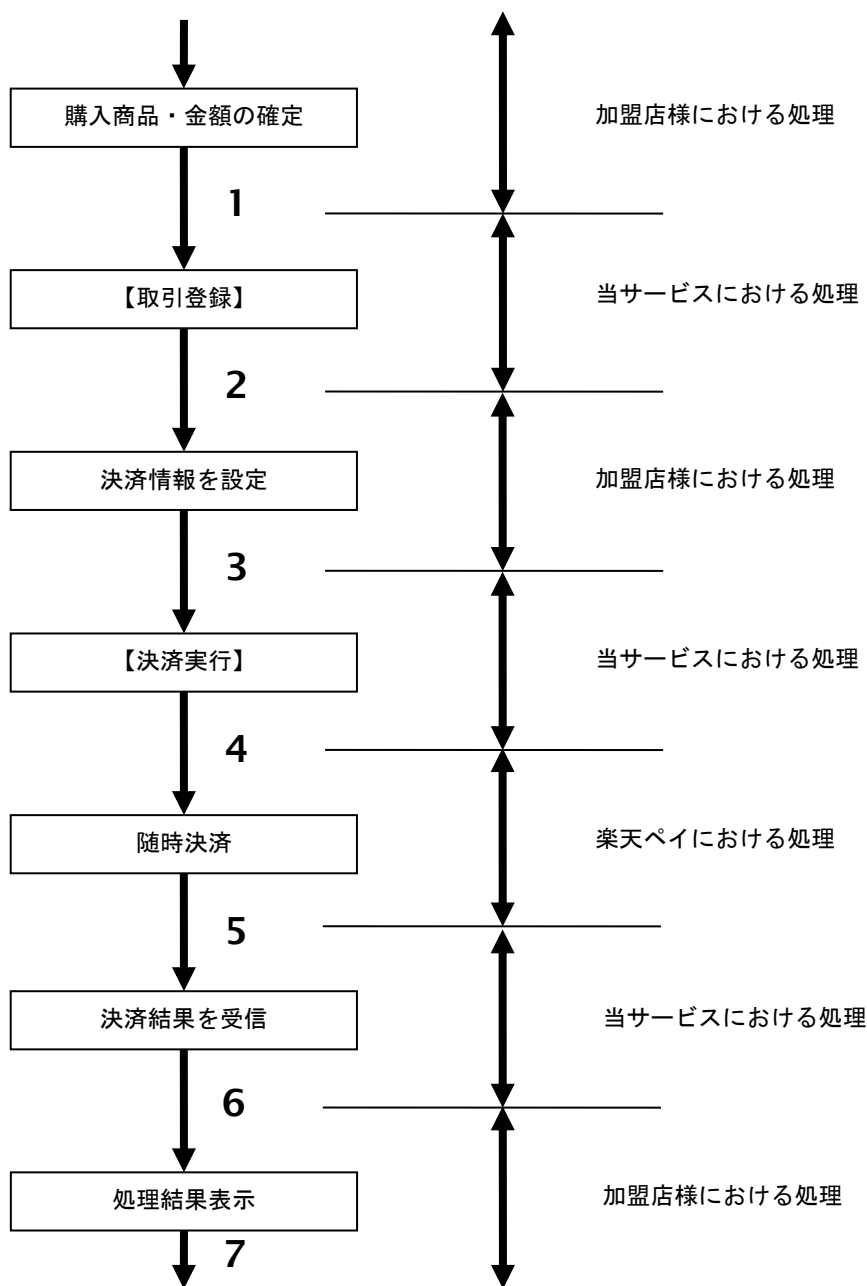 購入商品・金額の確定
加盟店様における処理
1
【取引登録】
当サービスにおける処理
2
決済情報を設定
加盟店様における処理
3
【決済実行】
当サービスにおける処理
4
随時決済
楽天ペイにおける処理
5
決済結果を受信
当サービスにおける処理
6
処理結果表示
加盟店様における処理
7